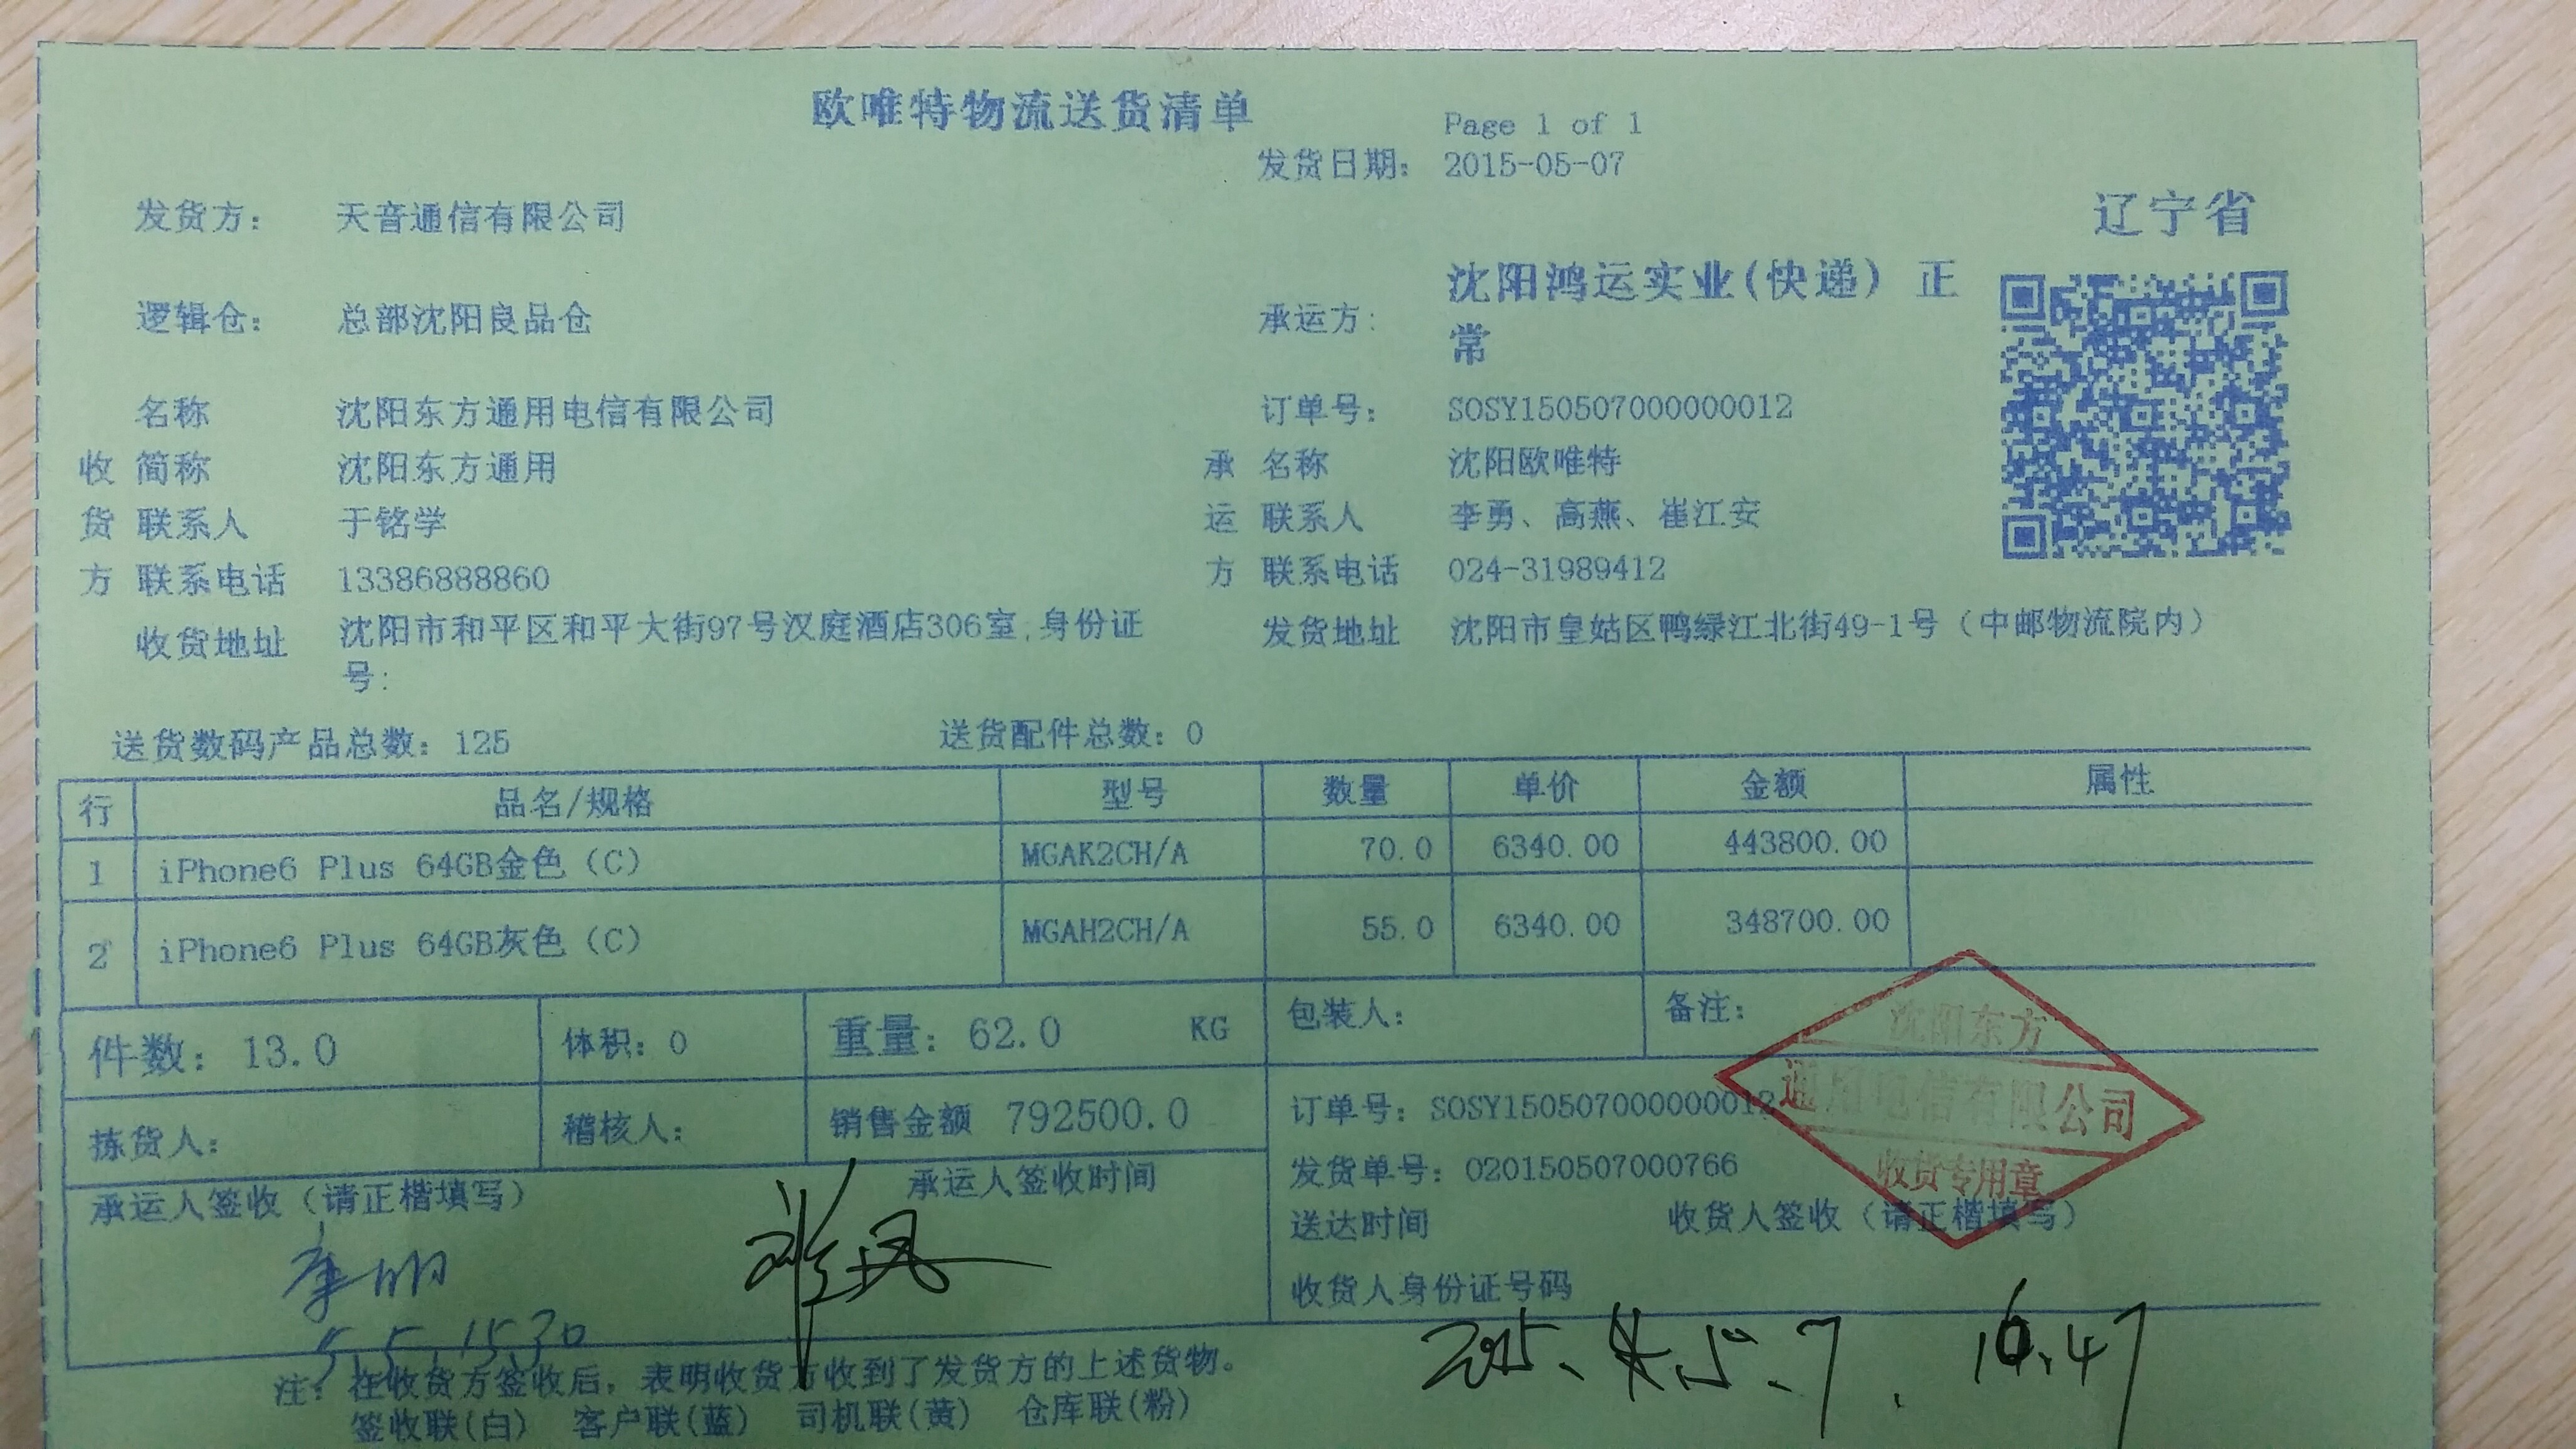 欧唯特物流送货清单
Page 1 of 1
发货日期: 2015-05-07
发货方: 天音通信有限公司
辽宁省
逻辑仓: 总部沈阳良品仓
承运方: 沈阳鸿运实业(快递) 正
常
名称 沈阳东方通用电信有限公司
订单号: SOSY150507000000012
收 简称 沈阳东方通用
承 名称 沈阳欧唯特
货 联系人 于铭学
运 联系人 李勇、高燕、崔江安
方 联系电话 13386888860
方 联系电话 024-31989412
收货地址 沈阳市和平区和平大街97号汉庭酒店306室,身份证
号:
发货地址 沈阳市皇姑区鸭绿江北街49-1号（中邮物流院内）
送货数码产品总数: 125 送货配件总数: 0
行 品名/规格 型号 数量 单价 金额 属性
1 iPhone6 Plus 64GB金色（C） MGAK2CH/A 70.0 6340.00 443800.00
2 iPhone6 Plus 64GB灰色（C） MGAH2CH/A 55.0 6340.00 348700.00
件数: 13.0 体积: 0 重量: 62.0 KG 包装人: 备注:
拣货人: 稽核人: 销售金额 792500.0
订单号: SOSY150507000000012
发货单号: 020150507000766
承运人签收（请正楷填写） 承运人签收时间
送达时间 收货人签收（请正楷填写）
收货人身份证号码
沈阳东方
通用电信有限公司
收货专用章
5.5.15.30
2015. 5.7. 16.47
注: 在收货方签收后，表明收货方收到了发货方的上述货物。
签收联(白) 客户联(蓝) 司机联(黄) 仓库联(粉)